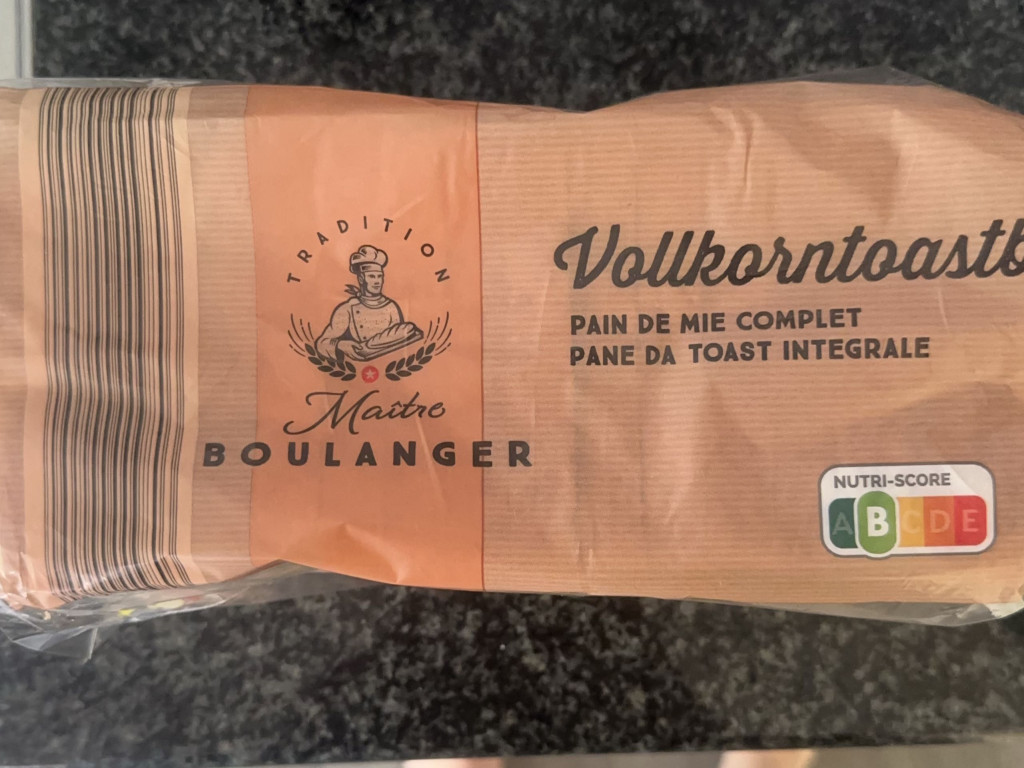 TRADITION
Maître
BOULANGER
Vollkorntoastb
PAIN DE MIE COMPLET
PANE DA TOAST INTEGRALE
NUTRI-SCORE
A B C D E